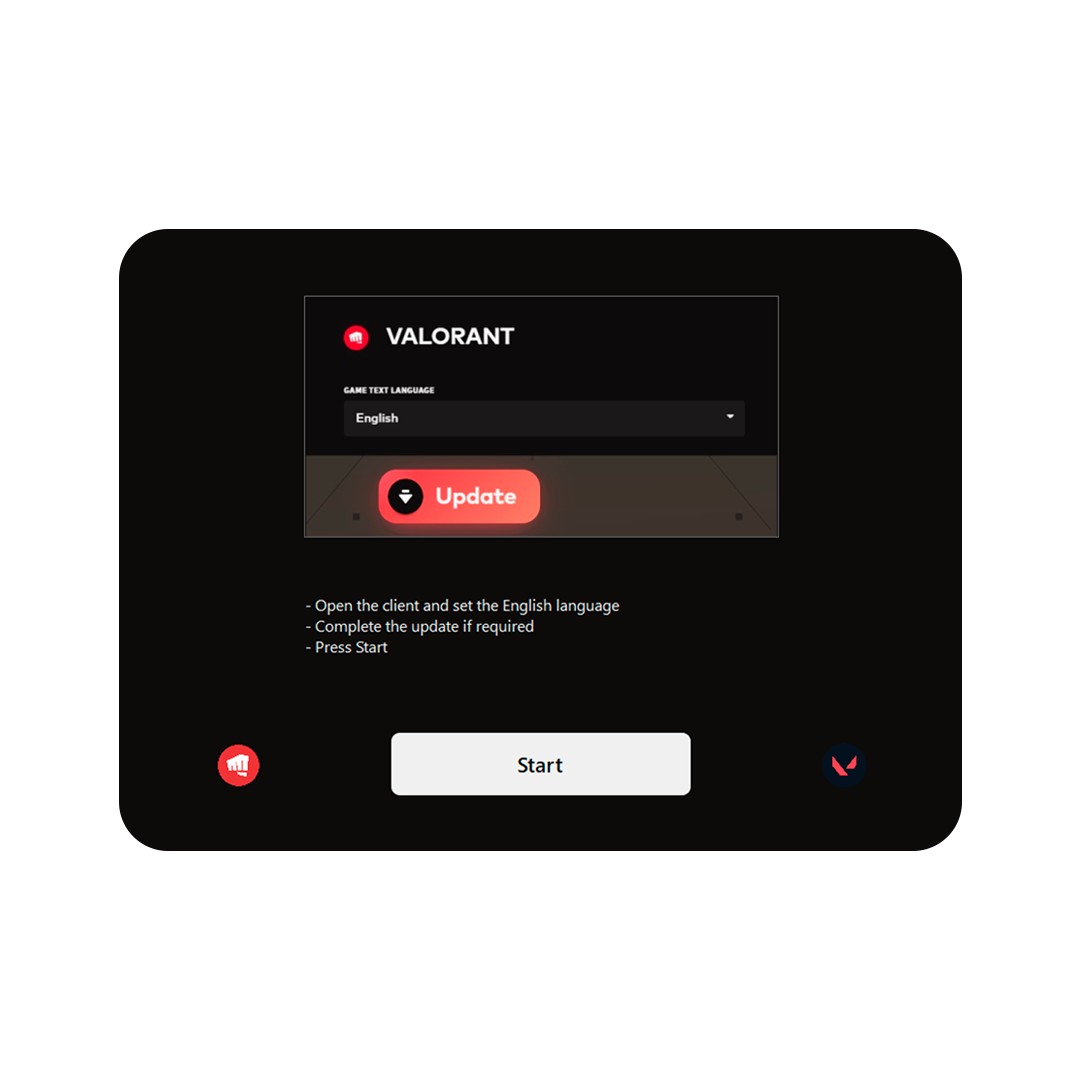 VALORANT
GAME TEXT LANGUAGE
English
Update
- Open the client and set the English language
- Complete the update if required
- Press Start
Start